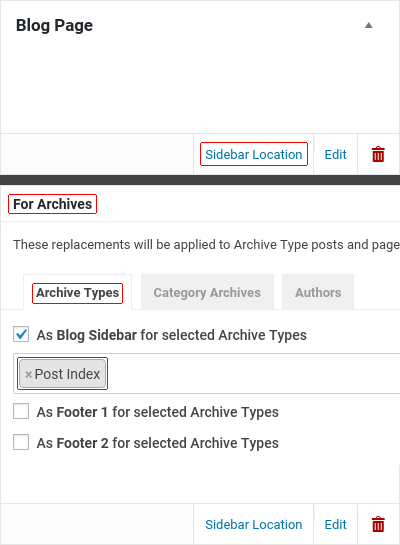 Blog Page
Sidebar Location Edit
For Archives
These replacements will be applied to Archive Type posts and page
Archive Types Category Archives Authors
As Blog Sidebar for selected Archive Types
×Post Index
As Footer 1 for selected Archive Types
As Footer 2 for selected Archive Types
Sidebar Location Edit